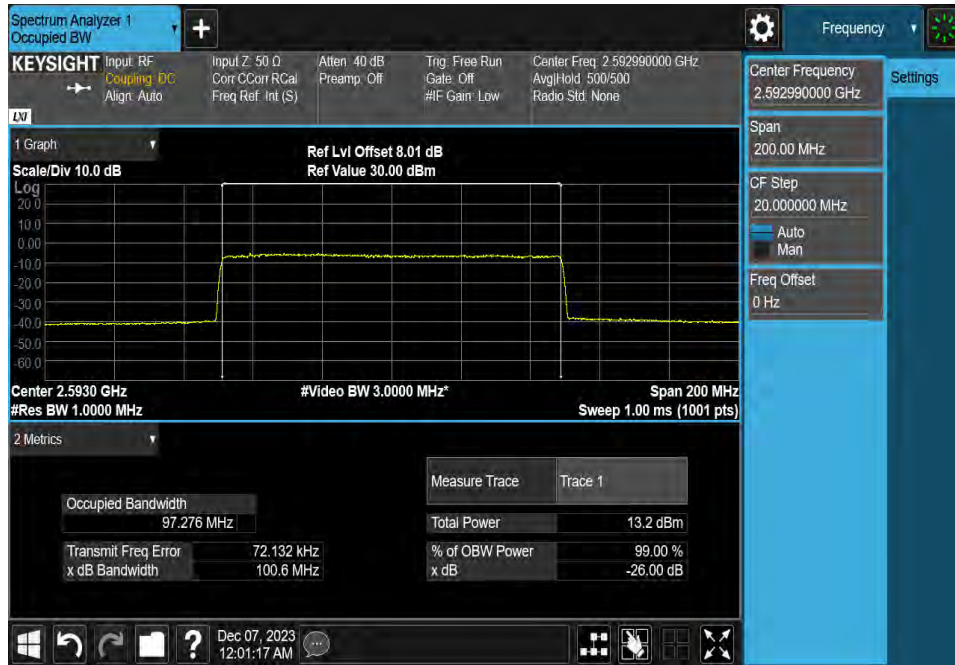 Spectrum Analyzer 1
Occupied BW
+
Frequency
KEYSIGHT
LXI
Input: RF
Coupling: DC
Align: Auto
Input Z: 50 Ω
Corr CCorr RCal
Freq Ref: Int (S)
Atten: 40 dB
Preamp: Off
Trig: Free Run
Gate: Off
#IF Gain: Low
Center Freq: 2.592990000 GHz
Avg|Hold: 500/500
Radio Std: None
Center Frequency
2.592990000 GHz
Settings
Span
200.00 MHz
CF Step
20.000000 MHz
Auto
Man
Freq Offset
0 Hz
1 Graph
Scale/Div 10.0 dB
Ref Lvl Offset 8.01 dB
Ref Value 30.00 dBm
Log
20.0
10.0
0.00
-10.0
-20.0
-30.0
-40.0
-50.0
-60.0
Center 2.5930 GHz
#Video BW 3.0000 MHz*
Span 200 MHz
#Res BW 1.0000 MHz
Sweep 1.00 ms (1001 pts)
2 Metrics
Measure Trace
Trace 1
Occupied Bandwidth
97.276 MHz
Total Power
13.2 dBm
Transmit Freq Error
72.132 kHz
% of OBW Power
99.00 %
x dB Bandwidth
100.6 MHz
x dB
-26.00 dB
?
Dec 07, 2023
12:01:17 AM